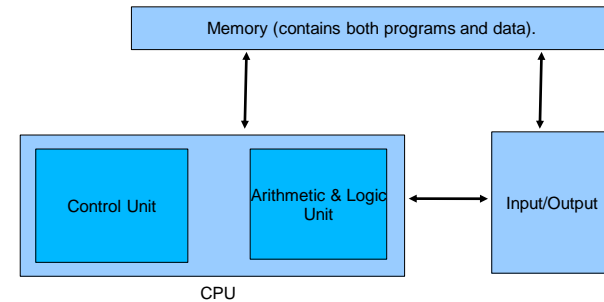 Memory (contains both programs and data).
Control Unit
Arithmetic & Logic
Unit
Input/Output
CPU